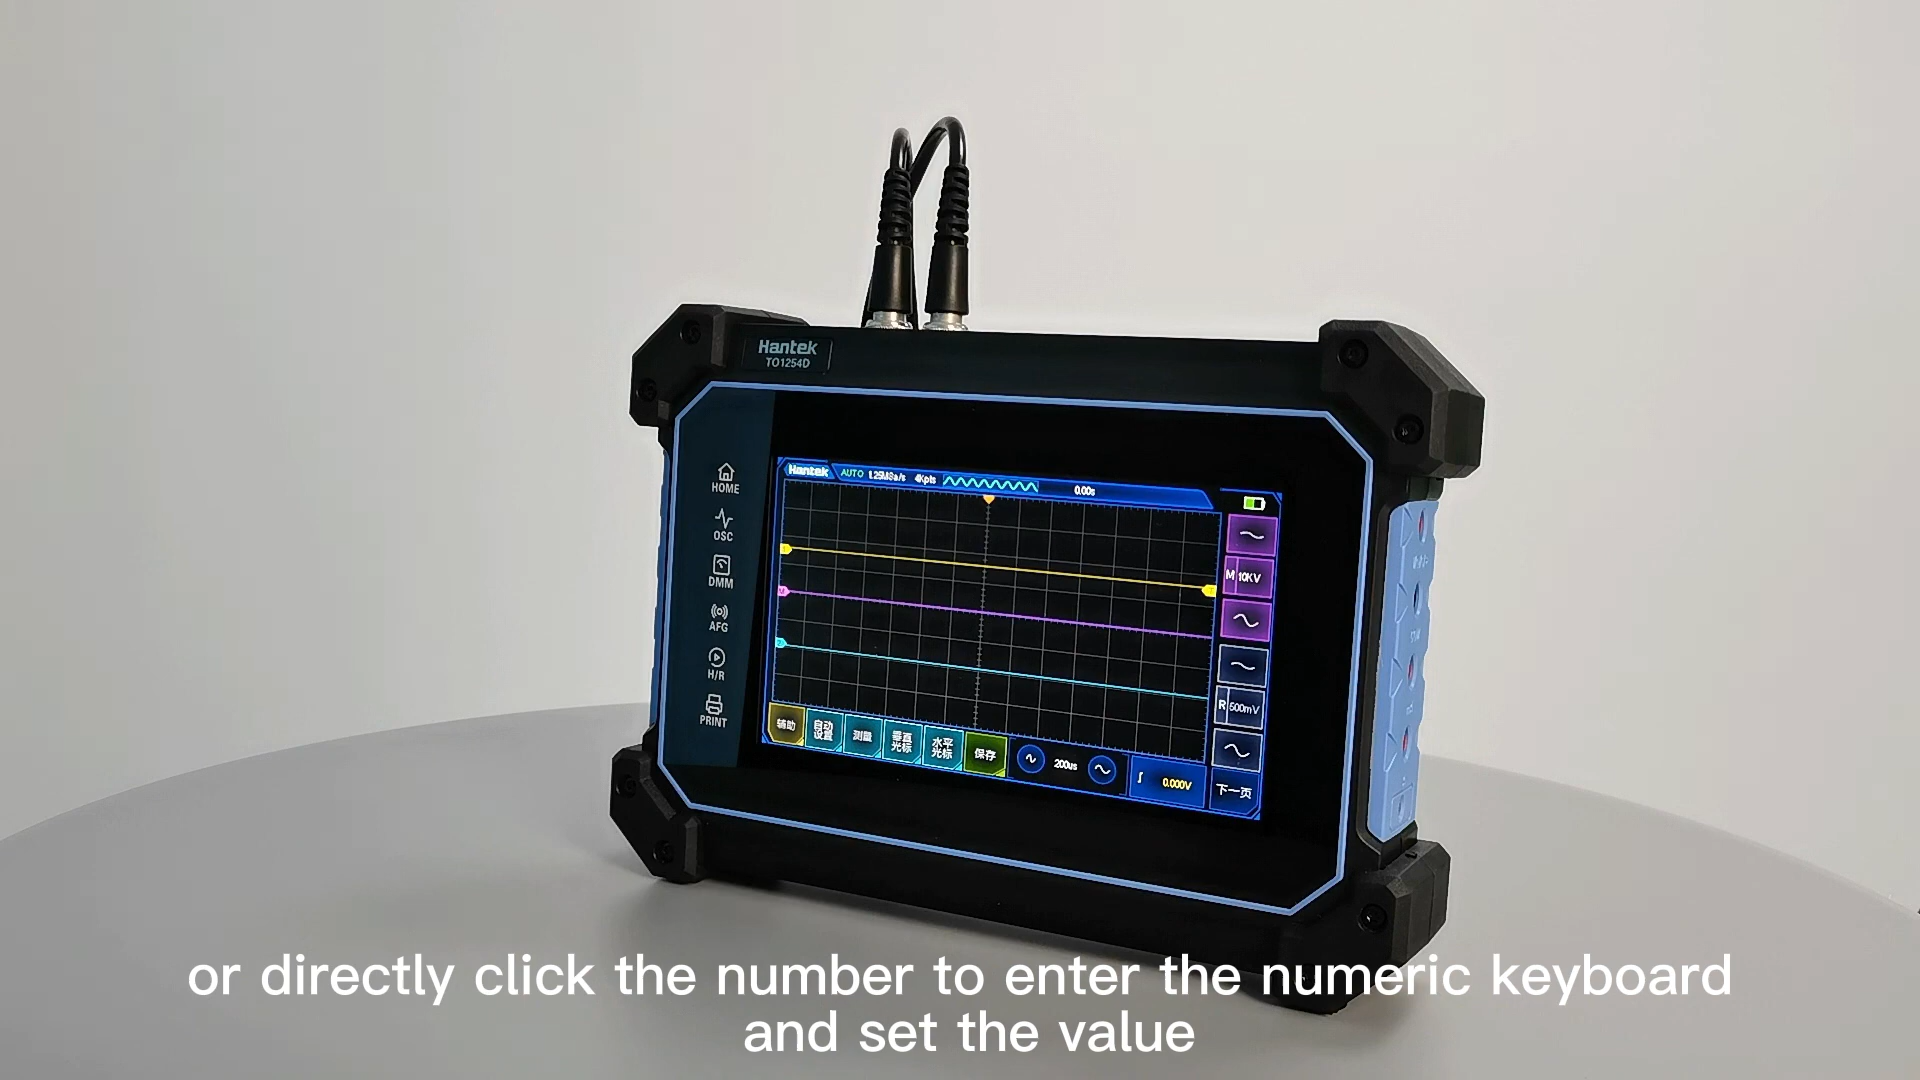 Hantek
TO1254D
HOME
OSC
DMM
AFG
H/R
PRINT
Hantek AUTO 1.25MSa/s 4Kpts 0.00s
M 10KV
R 500mV
辅助
自动设置
测量
垂直光标
水平光标
保存
200us
0.000V
下一页
or directly click the number to enter the numeric keyboard
and set the value